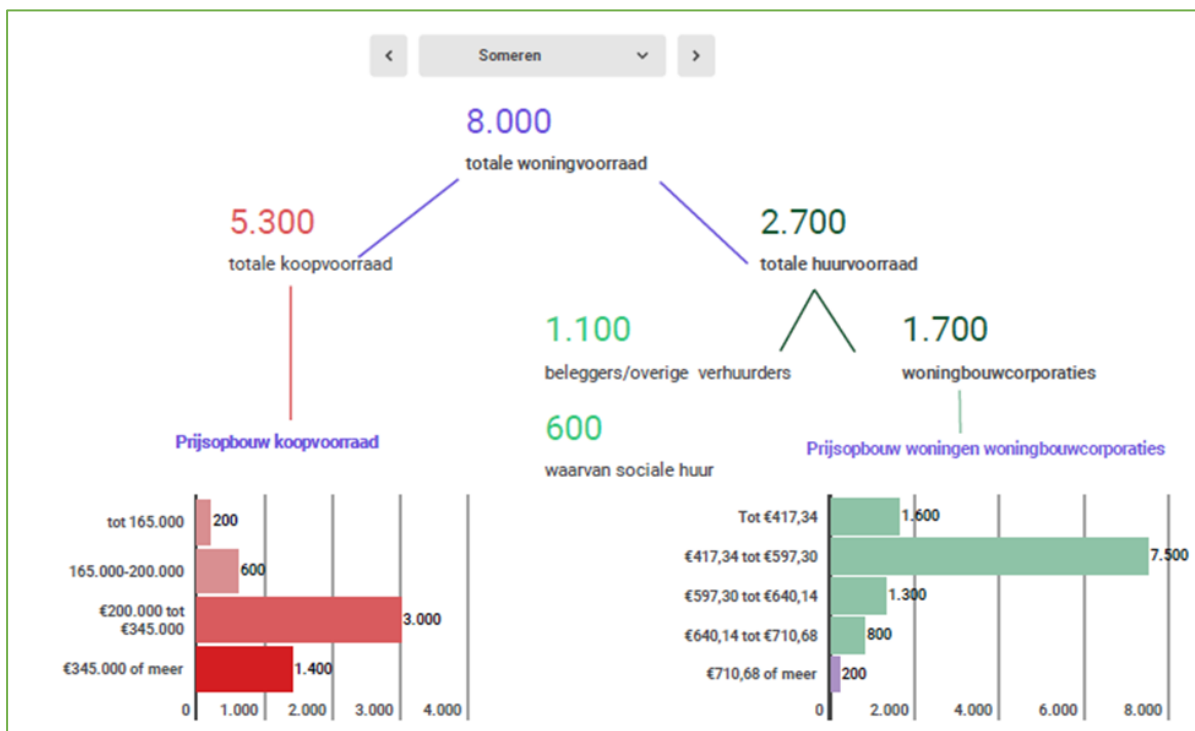 Someren
8.000
totale woningvoorraad
5.300
totale koopvoorraad
2.700
totale huurvoorraad
1.100
beleggers/overige verhuurders
1.700
woningbouwcorporaties
600
waarvan sociale huur
Prijsopbouw koopvoorraad
tot 165.000
200
165.000-200.000
600
€200.000 tot
€345.000
3.000
€345.000 of meer
1.400
0 1.000 2.000 3.000 4.000
Prijsopbouw woningen woningbouwcorporaties
Tot €417,34
1.600
€417,34 tot €597,30
7.500
€597,30 tot €640,14
1.300
€640,14 tot €710,68
800
€710,68 of meer
200
0 2.000 4.000 6.000 8.000